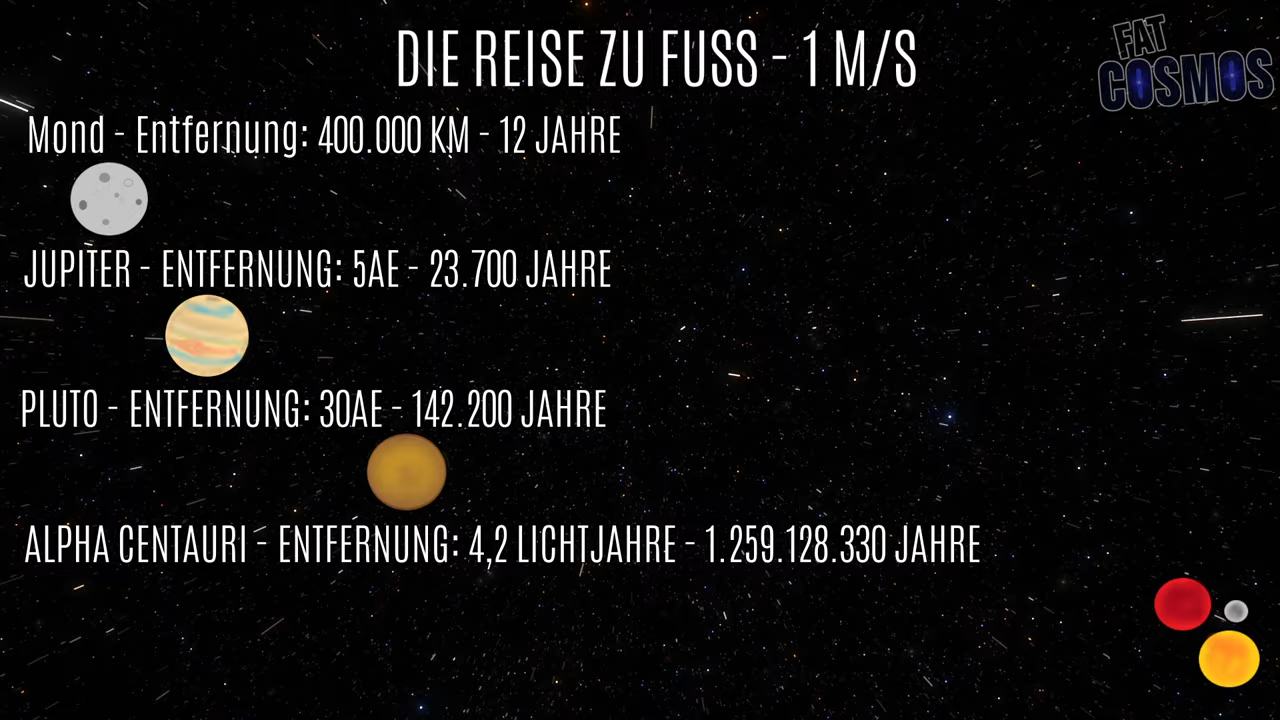 DIE REISE ZU FUSS - 1 M/S
FAT
COSMOS
Mond - Entfernung: 400.000 KM - 12 JAHRE
JUPITER - ENTFERNUNG: 5AE - 23.700 JAHRE
PLUTO - ENTFERNUNG: 30AE - 142.200 JAHRE
ALPHA CENTAURI - ENTFERNUNG: 4,2 LICHTJAHRE - 1.259.128.330 JAHRE